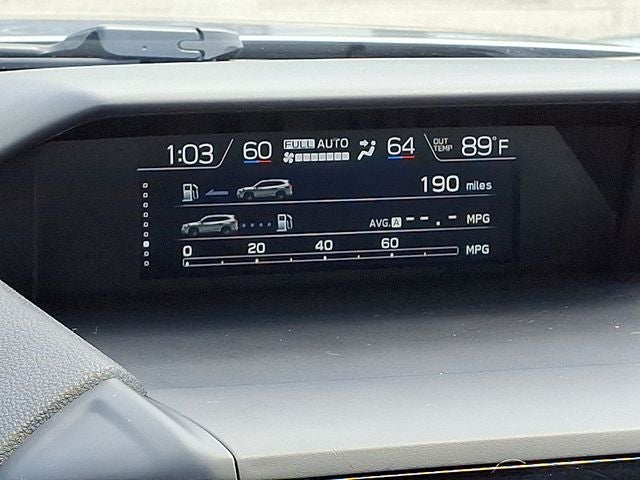 1:03 60 FULL AUTO 64 OUT TEMP 89°F
190 miles
AVG. A --.- MPG
0 20 40 60 MPG